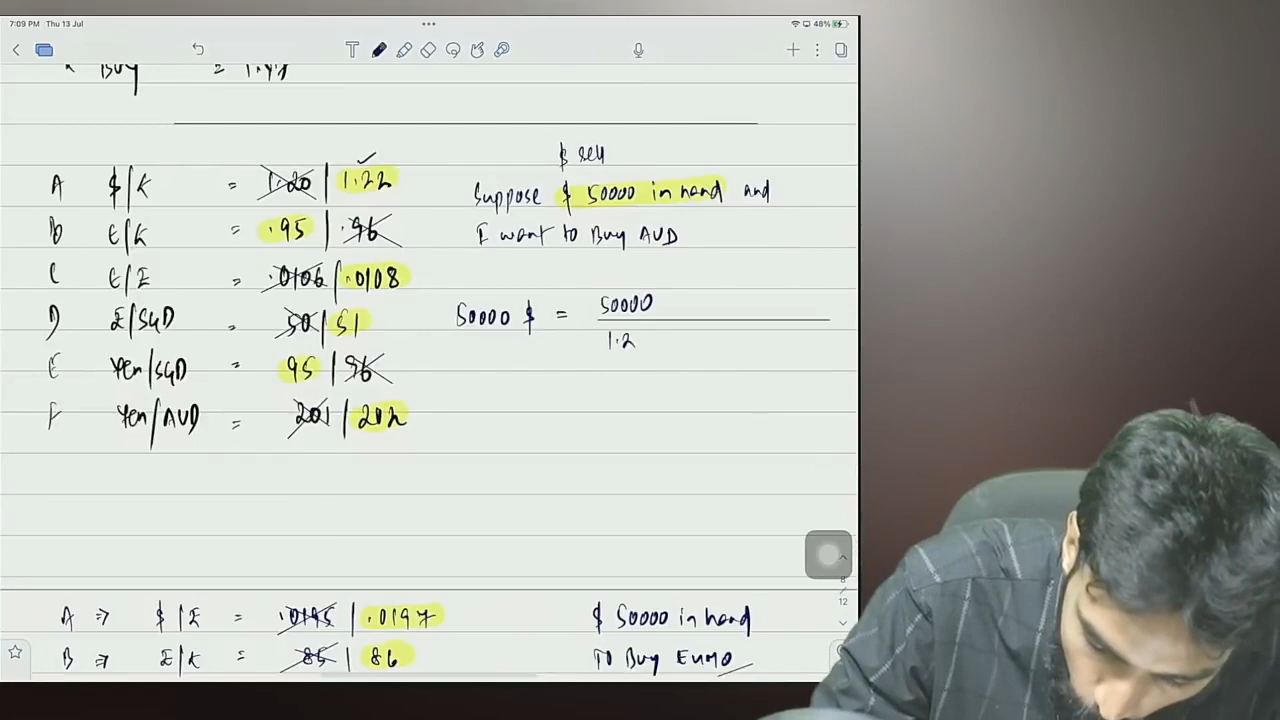 7:09 PM Thu 13 Jul
48%
Buy =
A $/K = 1.20 | 1.22
B E/K = .95 | .96
C E/£ = .0106 | .0108
D £/SGD = 50 | 51
E Yen/SGD = 95 | 96
F Yen/AUD = 201 | 202
$ sell
Suppose $ 50000 in hand and
I want to Buy AUD
50000 $ = 50000
1.2
8
12
A ⇒ $/£ = .0195 | .0197
B ⇒ £/K = 85 | 86
$ 50000 in hand
To Buy EURO